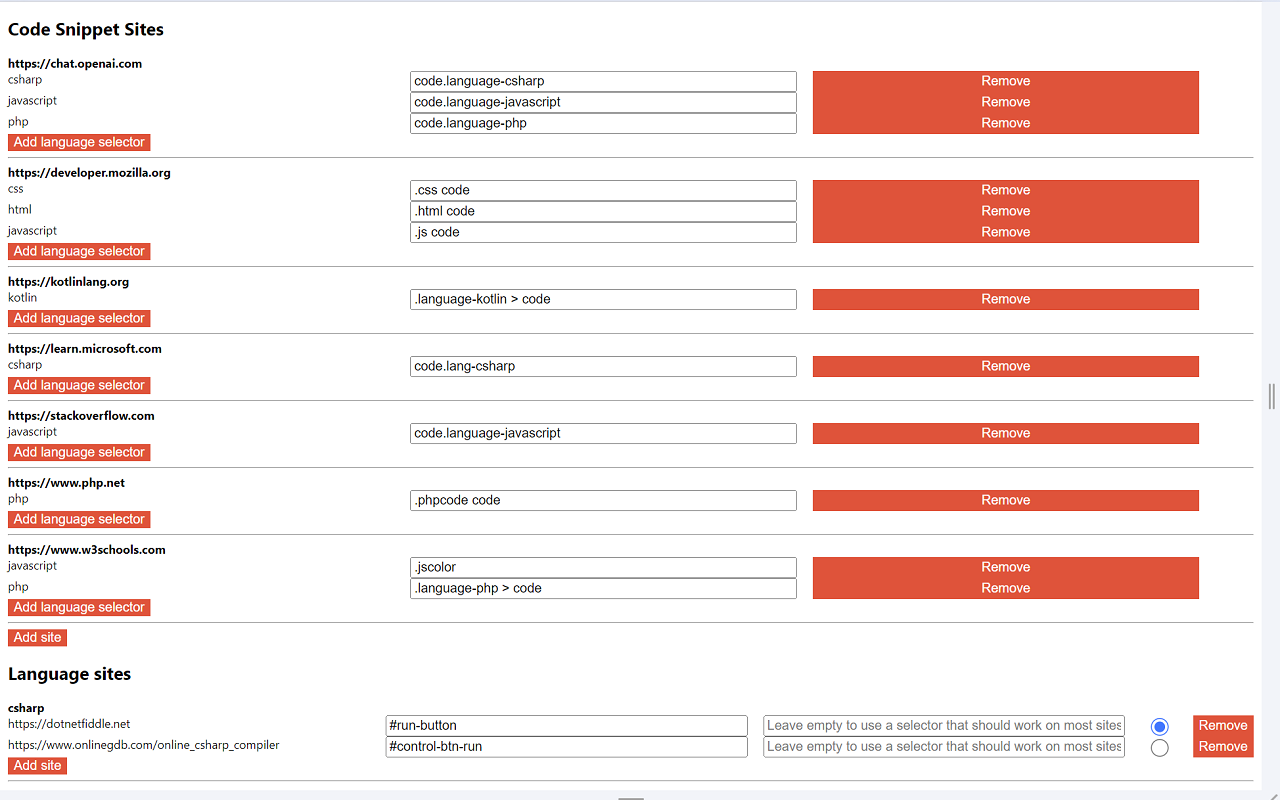 Code Snippet Sites
https://chat.openai.com
csharp code.language-csharp Remove
javascript code.language-javascript Remove
php code.language-php Remove
Add language selector
https://developer.mozilla.org
css .css code Remove
html .html code Remove
javascript .js code Remove
Add language selector
https://kotlinlang.org
kotlin .language-kotlin > code Remove
Add language selector
https://learn.microsoft.com
csharp code.lang-csharp Remove
Add language selector
https://stackoverflow.com
javascript code.language-javascript Remove
Add language selector
https://www.php.net
php .phpcode code Remove
Add language selector
https://www.w3schools.com
javascript .jscolor Remove
php .language-php > code Remove
Add language selector
Add site
Language sites
csharp
https://dotnetfiddle.net #run-button Leave empty to use a selector that should work on most sites Remove
https://www.onlinegdb.com/online_csharp_compiler #control-btn-run Leave empty to use a selector that should work on most sites Remove
Add site